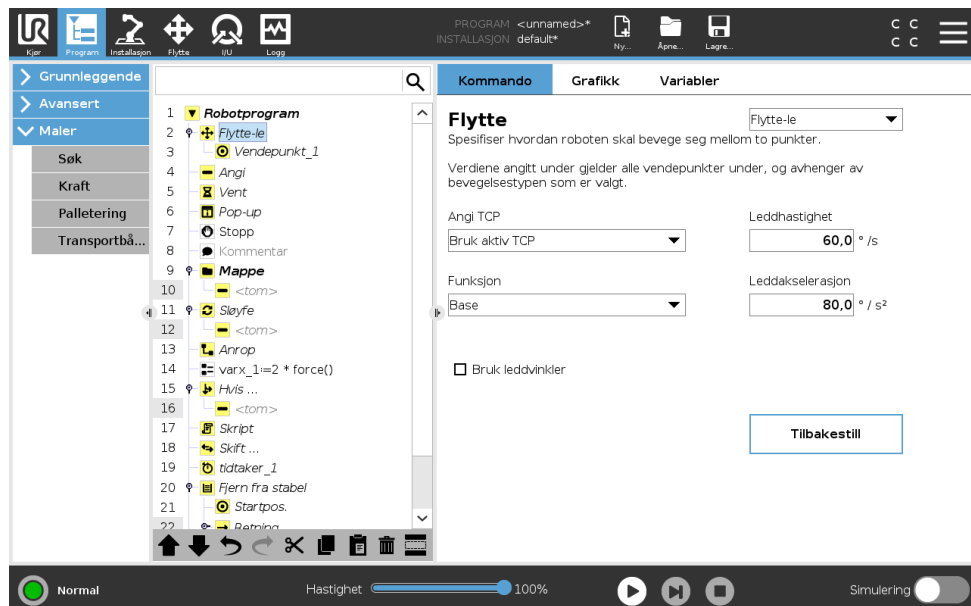 UR
Kjør
Program
Installasjon
Flytte
I/U
Logg
PROGRAM <unnamed>*
INSTALLASJON default*
Ny...
Åpne...
Lagre...
C C
C C
Grunnleggende
Avansert
Maler
Søk
Kraft
Palletering
Transportbå...
1 Robotprogram
2 Flytte-le
3 Vendepunkt_1
4 Angi
5 Vent
6 Pop-up
7 Stopp
8 Kommentar
9 Mappe
10 <tom>
11 Sløyfe
12 <tom>
13 Anrop
14 varx_1:=2 * force()
15 Hvis ...
16 <tom>
17 Skript
18 Skift ...
19 tidtaker_1
20 Fjern fra stabel
21 Startpos.
22 Retning
Kommando Grafikk Variabler
Flytte
Flytte-le
Spesifiser hvordan roboten skal bevege seg mellom to punkter.
Verdiene angitt under gjelder alle vendepunkter under, og avhenger av
bevegelsestypen som er valgt.
Angi TCP
Bruk aktiv TCP
Leddhastighet
60,0 °/s
Funksjon
Base
Leddakselerasjon
80,0 °/s²
Bruk leddvinkler
Tilbakestill
Normal
Hastighet 100%
Simulering